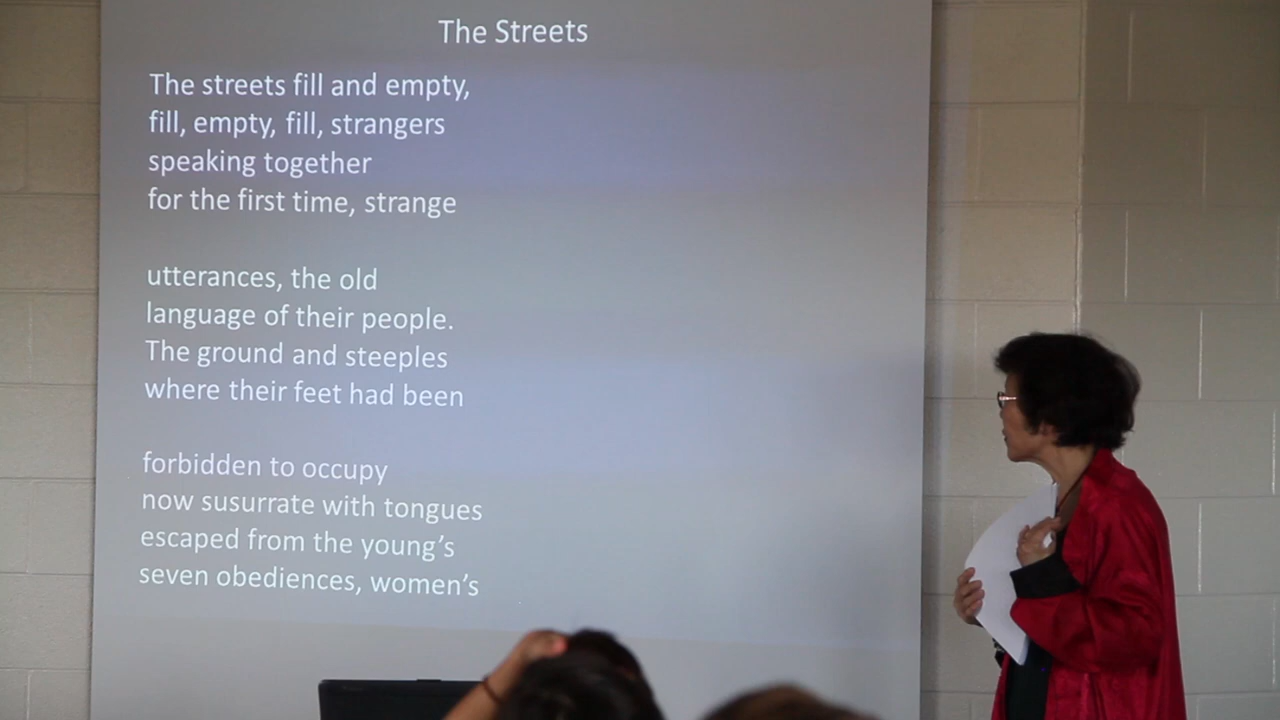 The Streets
The streets fill and empty,
fill, empty, fill, strangers
speaking together
for the first time, strange
utterances, the old
language of their people.
The ground and steeples
where their feet had been
forbidden to occupy
now susurrate with tongues
escaped from the young’s
seven obediences, women’s